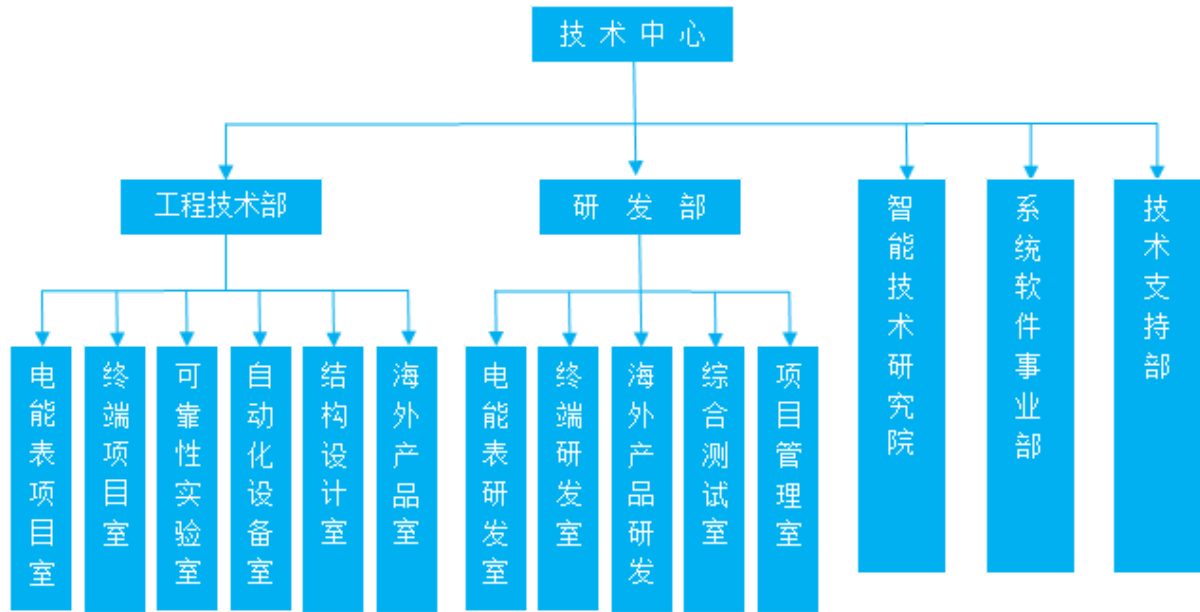 技术中心
工程技术部
研发部
智能技术研究院
系统软件事业部
技术支持部
电能表项目室
终端项目室
可靠性实验室
自动化设备室
结构设计室
海外产品室
电能表研发室
终端研发室
海外产品研发
综合测试室
项目管理室